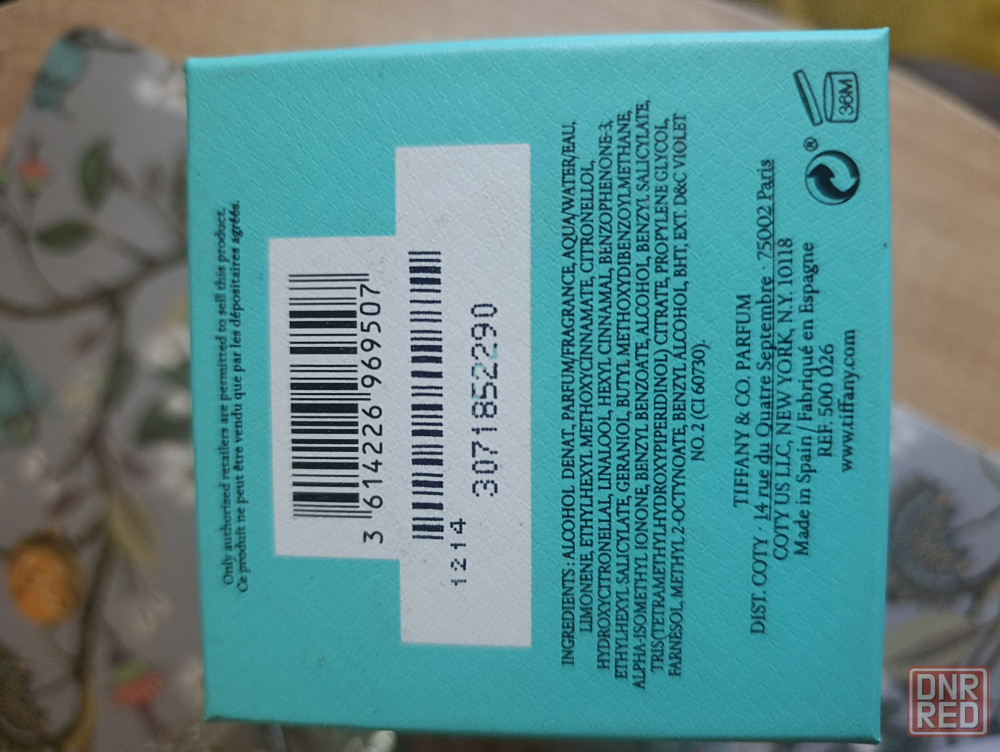 Only authorised retailers are permitted to sell this product.
Ce produit ne peut être vendu que par les dépositaires agréés.
3 614226 969507
1214
3071852290
INGREDIENTS : ALCOHOL DENAT, PARFUM/FRAGRANCE, AQUA/WATER/EAU,
LIMONENE, ETHYLHEXYL METHOXYCINNAMATE, CITRONELLOL,
HYDROXYCITRONELLAL, LINALOOL, HEXYL CINNAMAL, BENZOPHENONE-3,
ETHYLHEXYL SALICYLATE, GERANIOL, BUTYL METHOXYDIBENZOYLMETHANE,
ALPHA-ISOMETHYL IONONE, BENZYL BENZOATE, ALCOHOL, BENZYL SALICYLATE,
TRIS(TETRAMETHYLHYDROXYPIPERIDINOL) CITRATE, PROPYLENE GLYCOL,
FARNESOL, METHYL 2-OCTYNOATE, BENZYL ALCOHOL, BHT, EXT. D&C VIOLET
NO. 2 (CI 60730).
TIFFANY & CO. PARFUM
DIST. COTY · 14 rue du Quatre Septembre · 75002 Paris
COTY US LLC, NEW YORK, N.Y. 10118
Made in Spain / Fabriqué en Espagne
REF. 500 026
www.tiffany.com
®
36M
DNR
RED